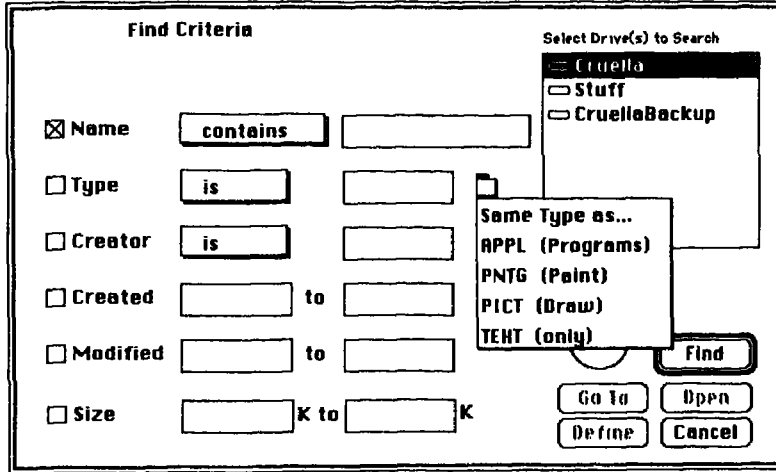 Find Criteria
Select Drive(s) to Search
Cruella
Stuff
CruellaBackup
Name contains
Type is
Same Type as...
Creator is
APPL (Programs)
PNTG (Paint)
Created to
PICT (Draw)
TEXT (only)
Modified to
Find
Size K to K
Go To Open
Define Cancel